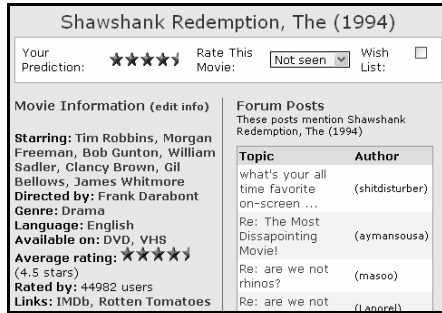 Shawshank Redemption, The (1994)
Your
Prediction:
Rate This
Movie:
Not seen
Wish
List:
Movie Information (edit info)
Starring: Tim Robbins, Morgan
Freeman, Bob Gunton, William
Sadler, Clancy Brown, Gil
Bellows, James Whitmore
Directed by: Frank Darabont
Genre: Drama
Language: English
Available on: DVD, VHS
Average rating:
(4.5 stars)
Rated by: 44982 users
Links: IMDb, Rotten Tomatoes
Forum Posts
These posts mention Shawshank
Redemption, The (1994)
Topic Author
what's your all
time favorite
on-screen ...
(shitdisturber)
Re: The Most
Dissapointing
Movie!
(aymansousa)
Re: are we not
rhinos?
(masoo)
Re: are we not